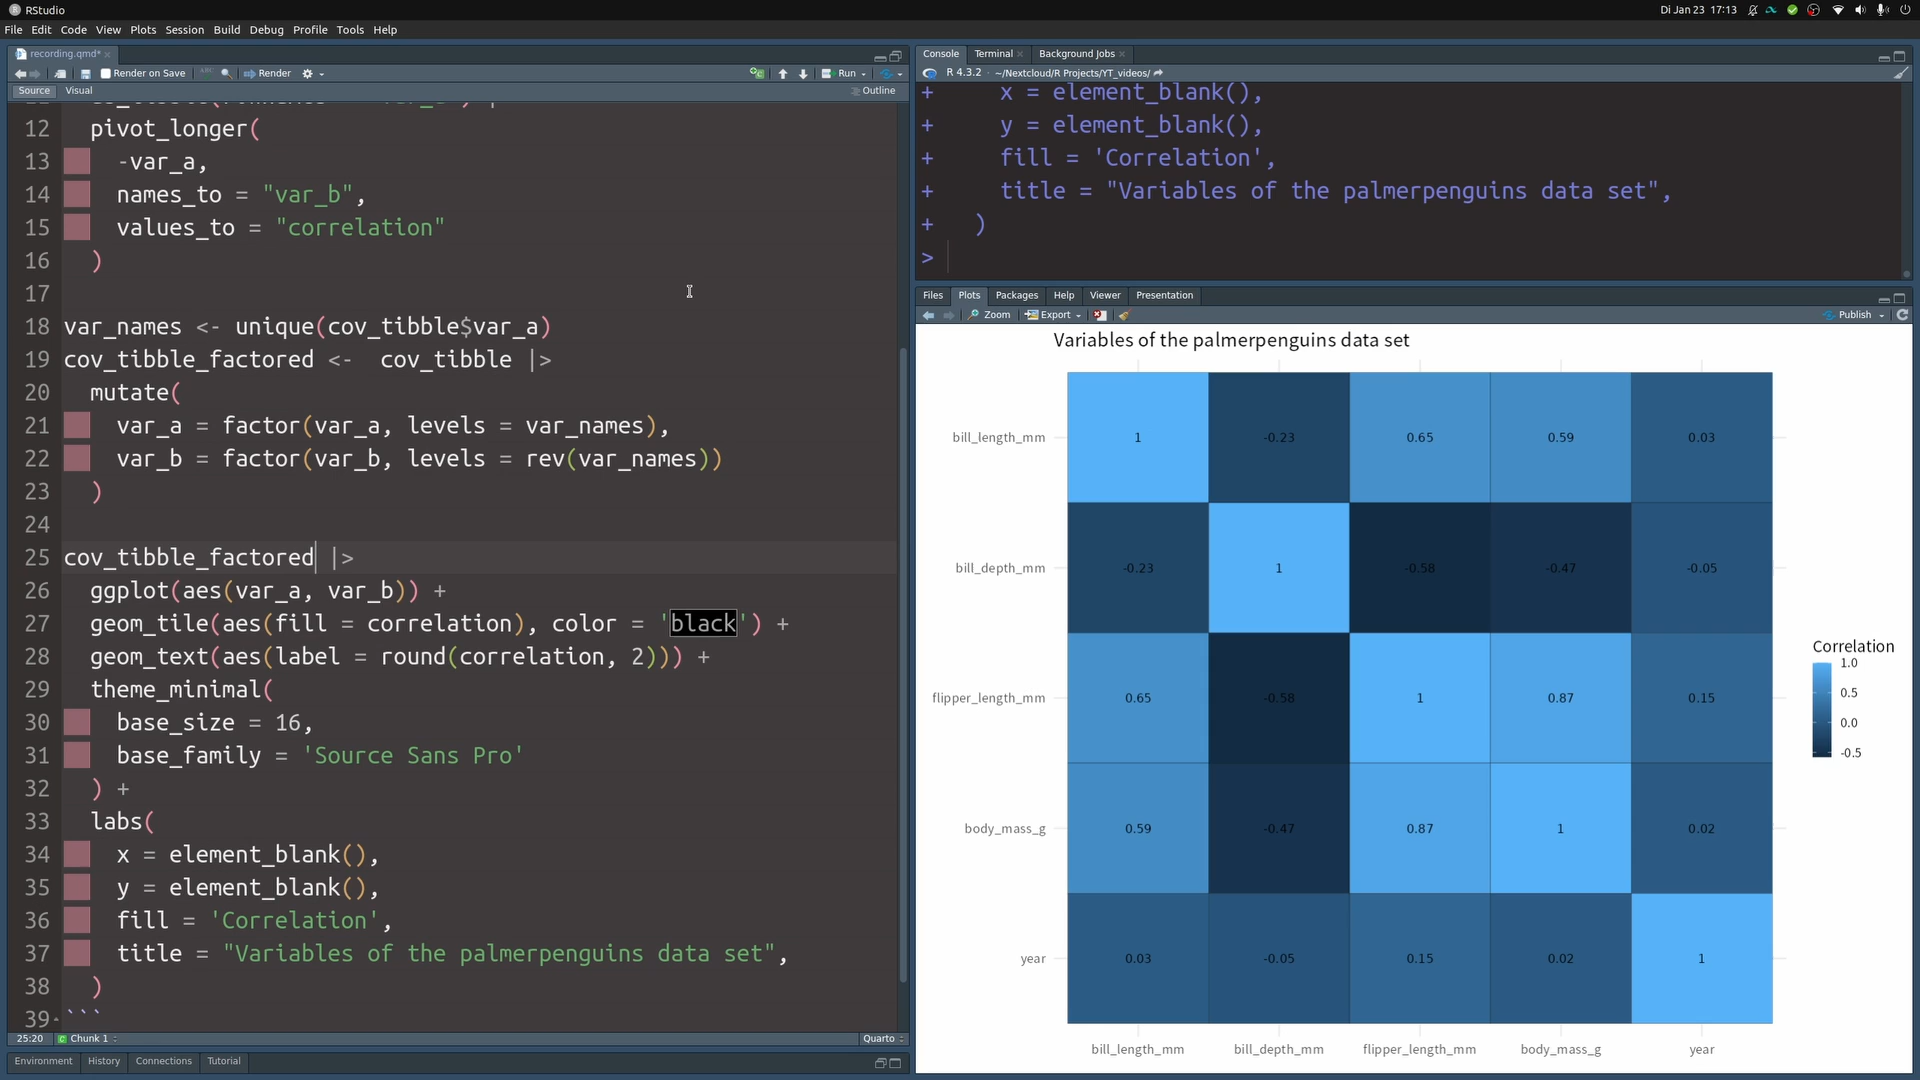 RStudio
Di Jan 23 17:13
File Edit Code View Plots Session Build Debug Profile Tools Help
recording.qmd*
Render on Save
Render
Run
Source Visual
Outline
12 pivot_longer(
13 -var_a,
14 names_to = "var_b",
15 values_to = "correlation"
16 )
17
18 var_names <- unique(cov_tibble$var_a)
19 cov_tibble_factored <- cov_tibble |>
20 mutate(
21 var_a = factor(var_a, levels = var_names),
22 var_b = factor(var_b, levels = rev(var_names))
23 )
24
25 cov_tibble_factored |>
26 ggplot(aes(var_a, var_b)) +
27 geom_tile(aes(fill = correlation), color = 'black') +
28 geom_text(aes(label = round(correlation, 2))) +
29 theme_minimal(
30 base_size = 16,
31 base_family = 'Source Sans Pro'
32 ) +
33 labs(
34 x = element_blank(),
35 y = element_blank(),
36 fill = 'Correlation',
37 title = "Variables of the palmerpenguins data set",
38 )
39 ```
25:20 Chunk 1 Quarto
Environment History Connections Tutorial
Console Terminal Background Jobs
R 4.3.2 · ~/Nextcloud/R Projects/YT_videos/
+ x = element_blank(),
+ y = element_blank(),
+ fill = 'Correlation',
+ title = "Variables of the palmerpenguins data set",
+ )
>
Files Plots Packages Help Viewer Presentation
Zoom Export Publish
Variables of the palmerpenguins data set
bill_length_mm 1 -0.23 0.65 0.59 0.03
bill_depth_mm -0.23 1 -0.58 -0.47 -0.05
flipper_length_mm 0.65 -0.58 1 0.87 0.15
body_mass_g 0.59 -0.47 0.87 1 0.02
year 0.03 -0.05 0.15 0.02 1
bill_length_mm bill_depth_mm flipper_length_mm body_mass_g year
Correlation
1.0
0.5
0.0
-0.5